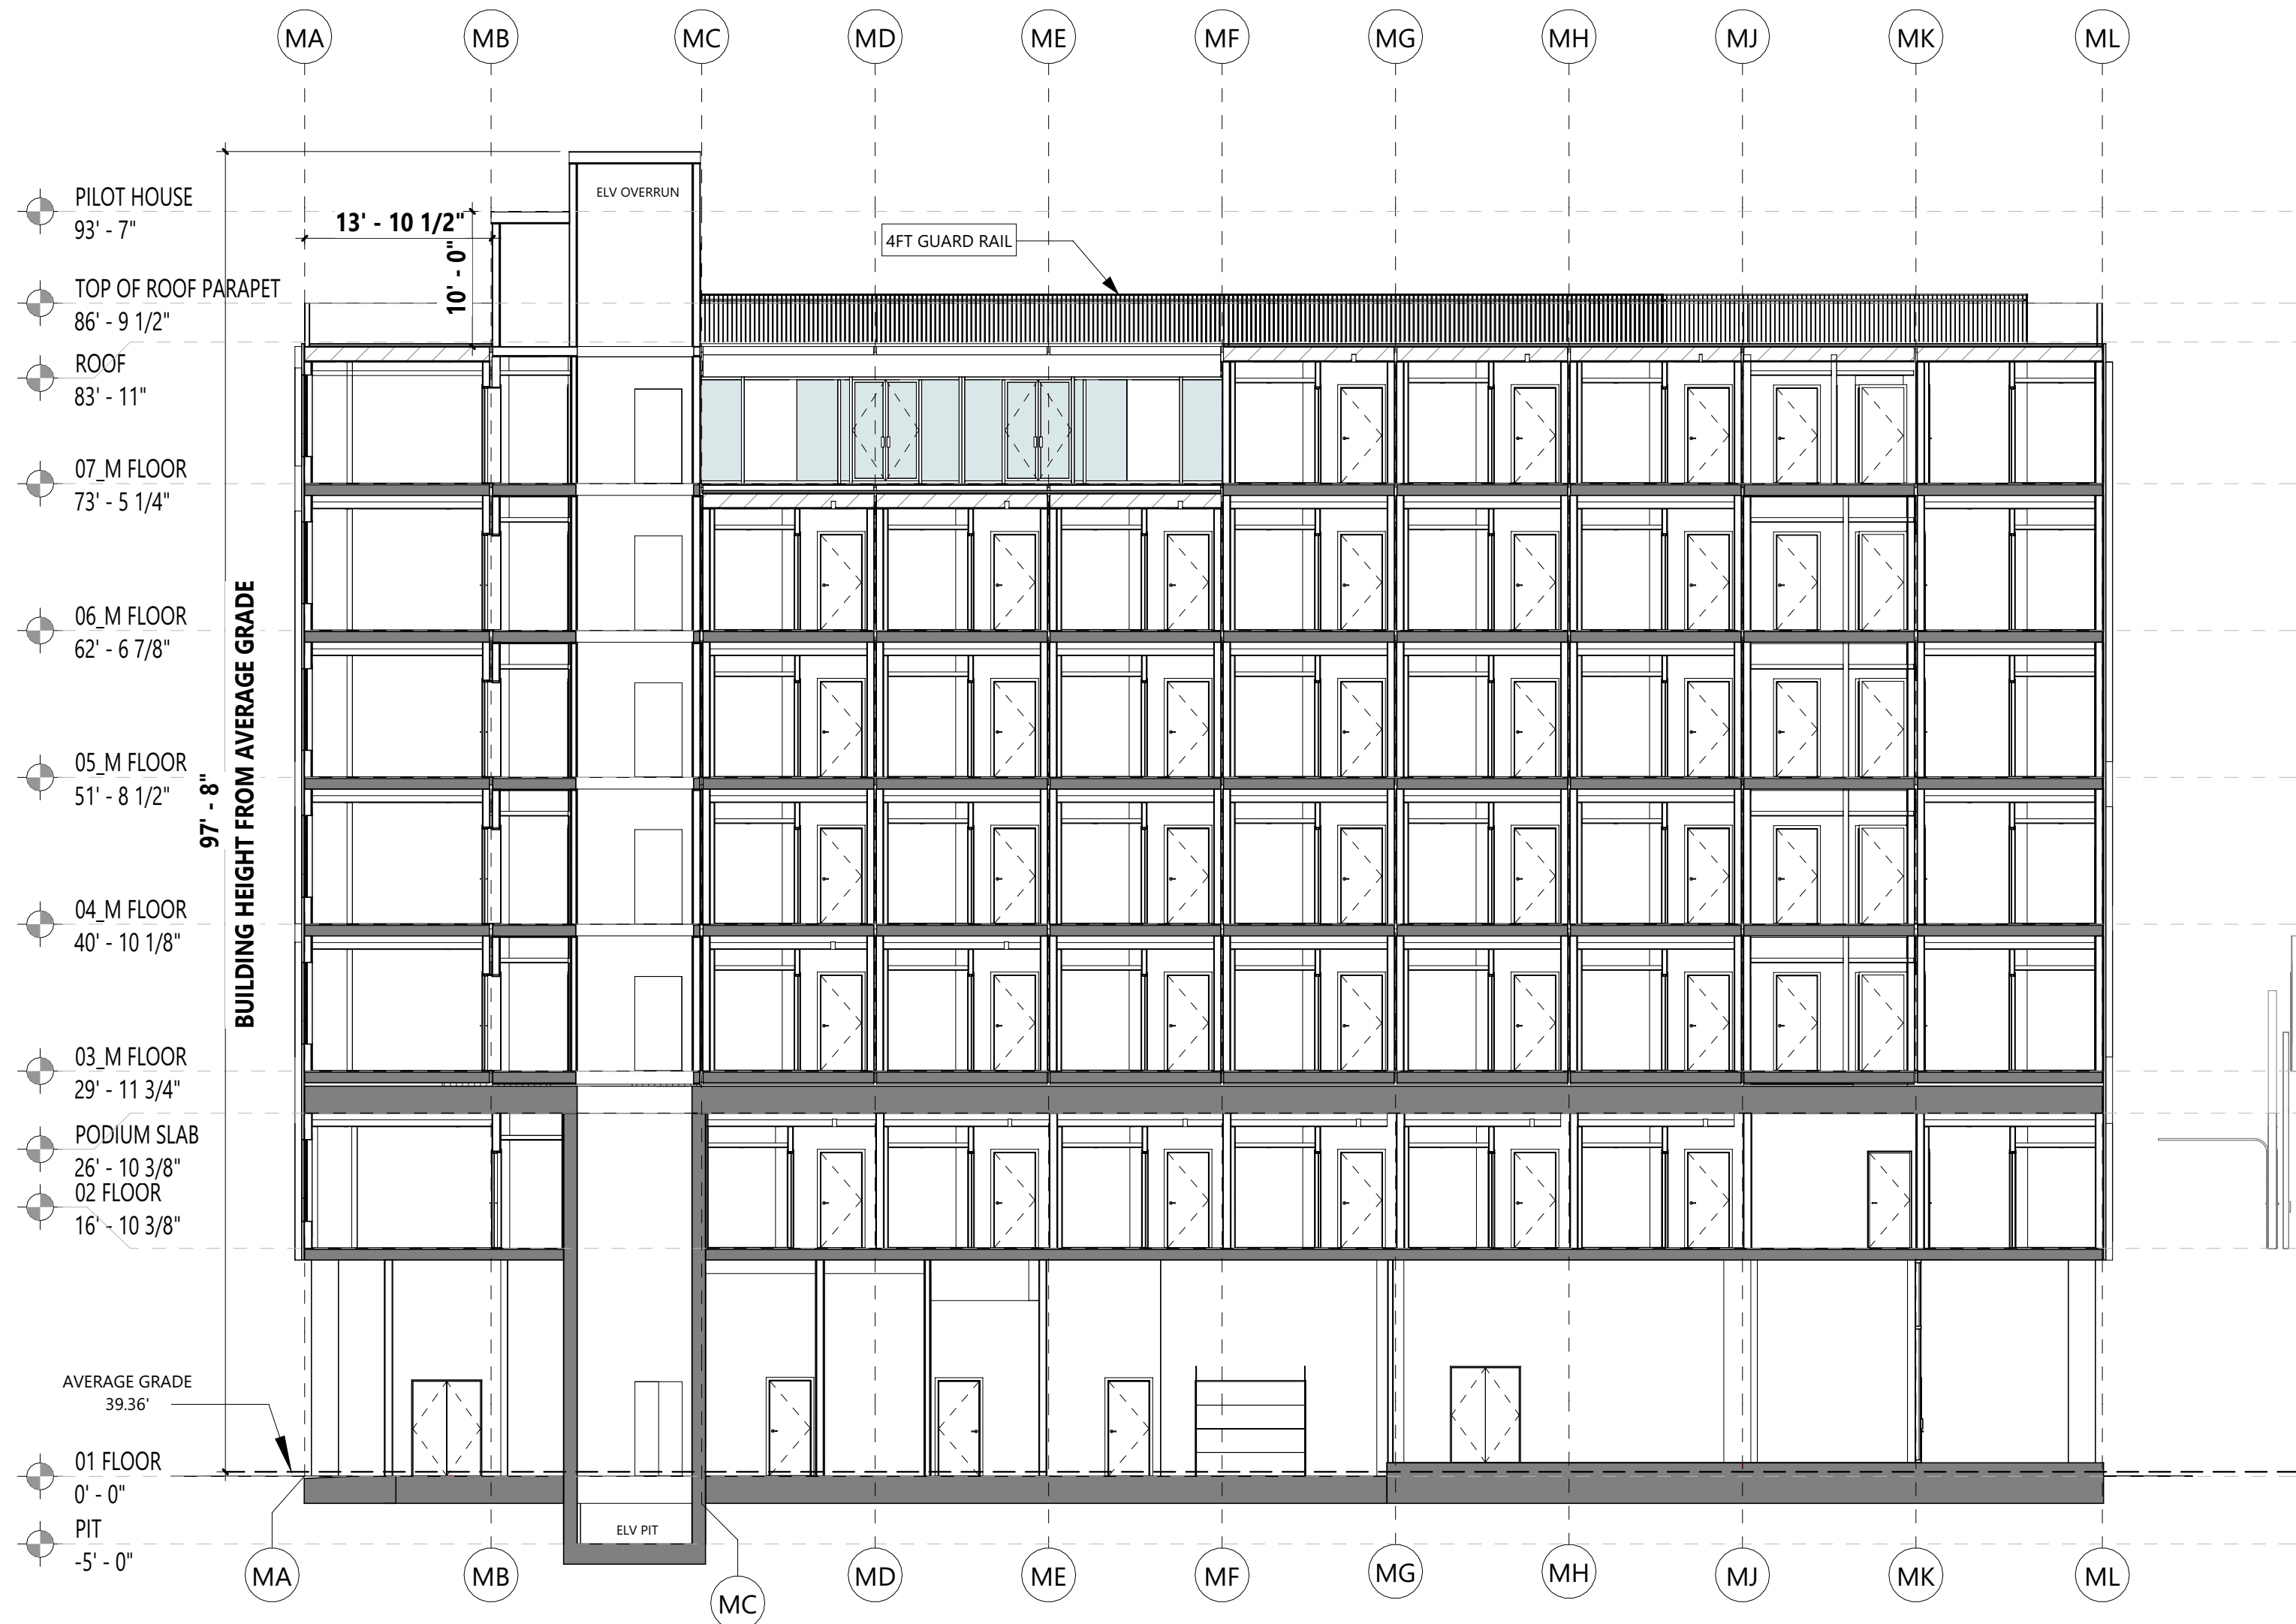 MA MB MC MD ME MF MG MH MJ MK ML
PILOT HOUSE
93' - 7"
TOP OF ROOF PARAPET
86' - 9 1/2"
ROOF
83' - 11"
07_M FLOOR
73' - 5 1/4"
06_M FLOOR
62' - 6 7/8"
05_M FLOOR
51' - 8 1/2"
04_M FLOOR
40' - 10 1/8"
03_M FLOOR
29' - 11 3/4"
PODIUM SLAB
26' - 10 3/8"
02 FLOOR
16' - 10 3/8"
AVERAGE GRADE
39.36'
01 FLOOR
0' - 0"
PIT
-5' - 0"
97' - 8"
BUILDING HEIGHT FROM AVERAGE GRADE
13' - 10 1/2"
10' - 0"
ELV OVERRUN
4FT GUARD RAIL
ELV PIT
MA MB MC MD ME MF MG MH MJ MK ML